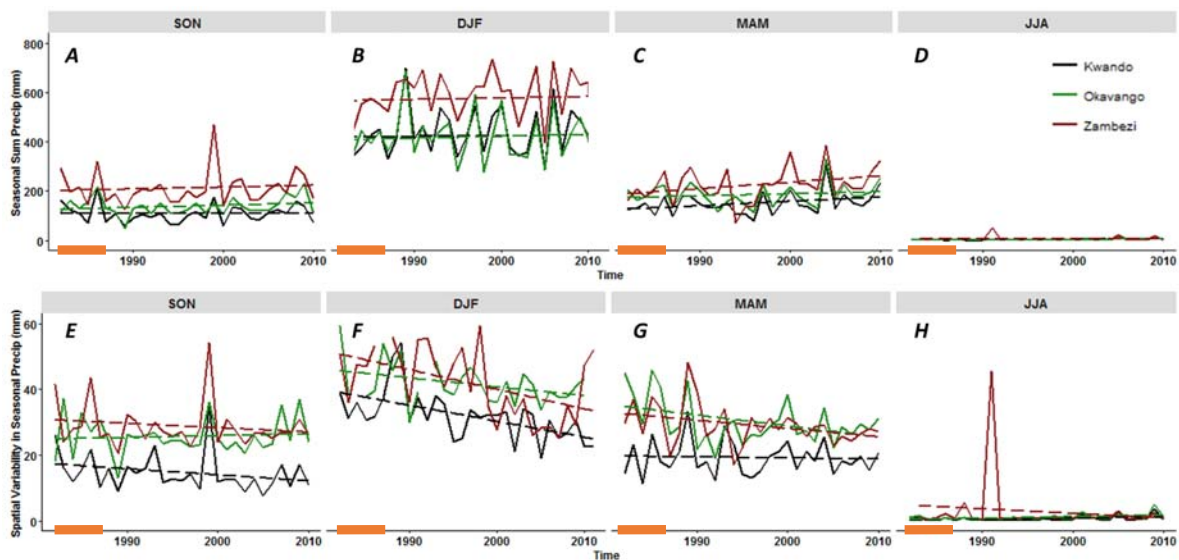 SON DJF MAM JJA
Seasonal Sum Precip (mm)
800
600
400
200
0
A B C D
Kwando
Okavango
Zambezi
1990 2000 2010 1990 2000 2010 1990 2000 2010 1990 2000 2010
Time
SON DJF MAM JJA
Spatial Variability in Seasonal Precip (mm)
60
40
20
0
E F G H
1990 2000 2010 1990 2000 2010 1990 2000 2010 1990 2000 2010
Time